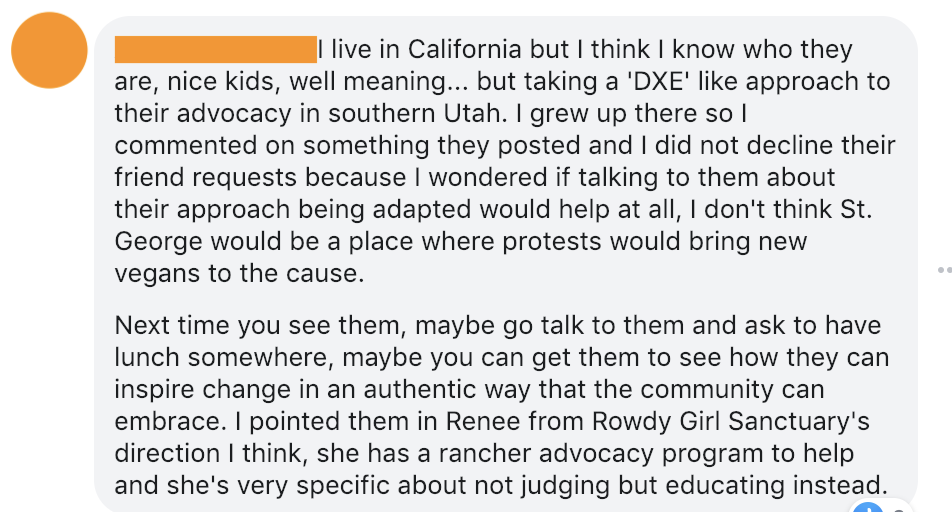 I live in California but I think I know who they
are, nice kids, well meaning... but taking a 'DXE' like approach to
their advocacy in southern Utah. I grew up there so I
commented on something they posted and I did not decline their
friend requests because I wondered if talking to them about
their approach being adapted would help at all, I don't think St.
George would be a place where protests would bring new
vegans to the cause.
Next time you see them, maybe go talk to them and ask to have
lunch somewhere, maybe you can get them to see how they can
inspire change in an authentic way that the community can
embrace. I pointed them in Renee from Rowdy Girl Sanctuary's
direction I think, she has a rancher advocacy program to help
and she's very specific about not judging but educating instead.